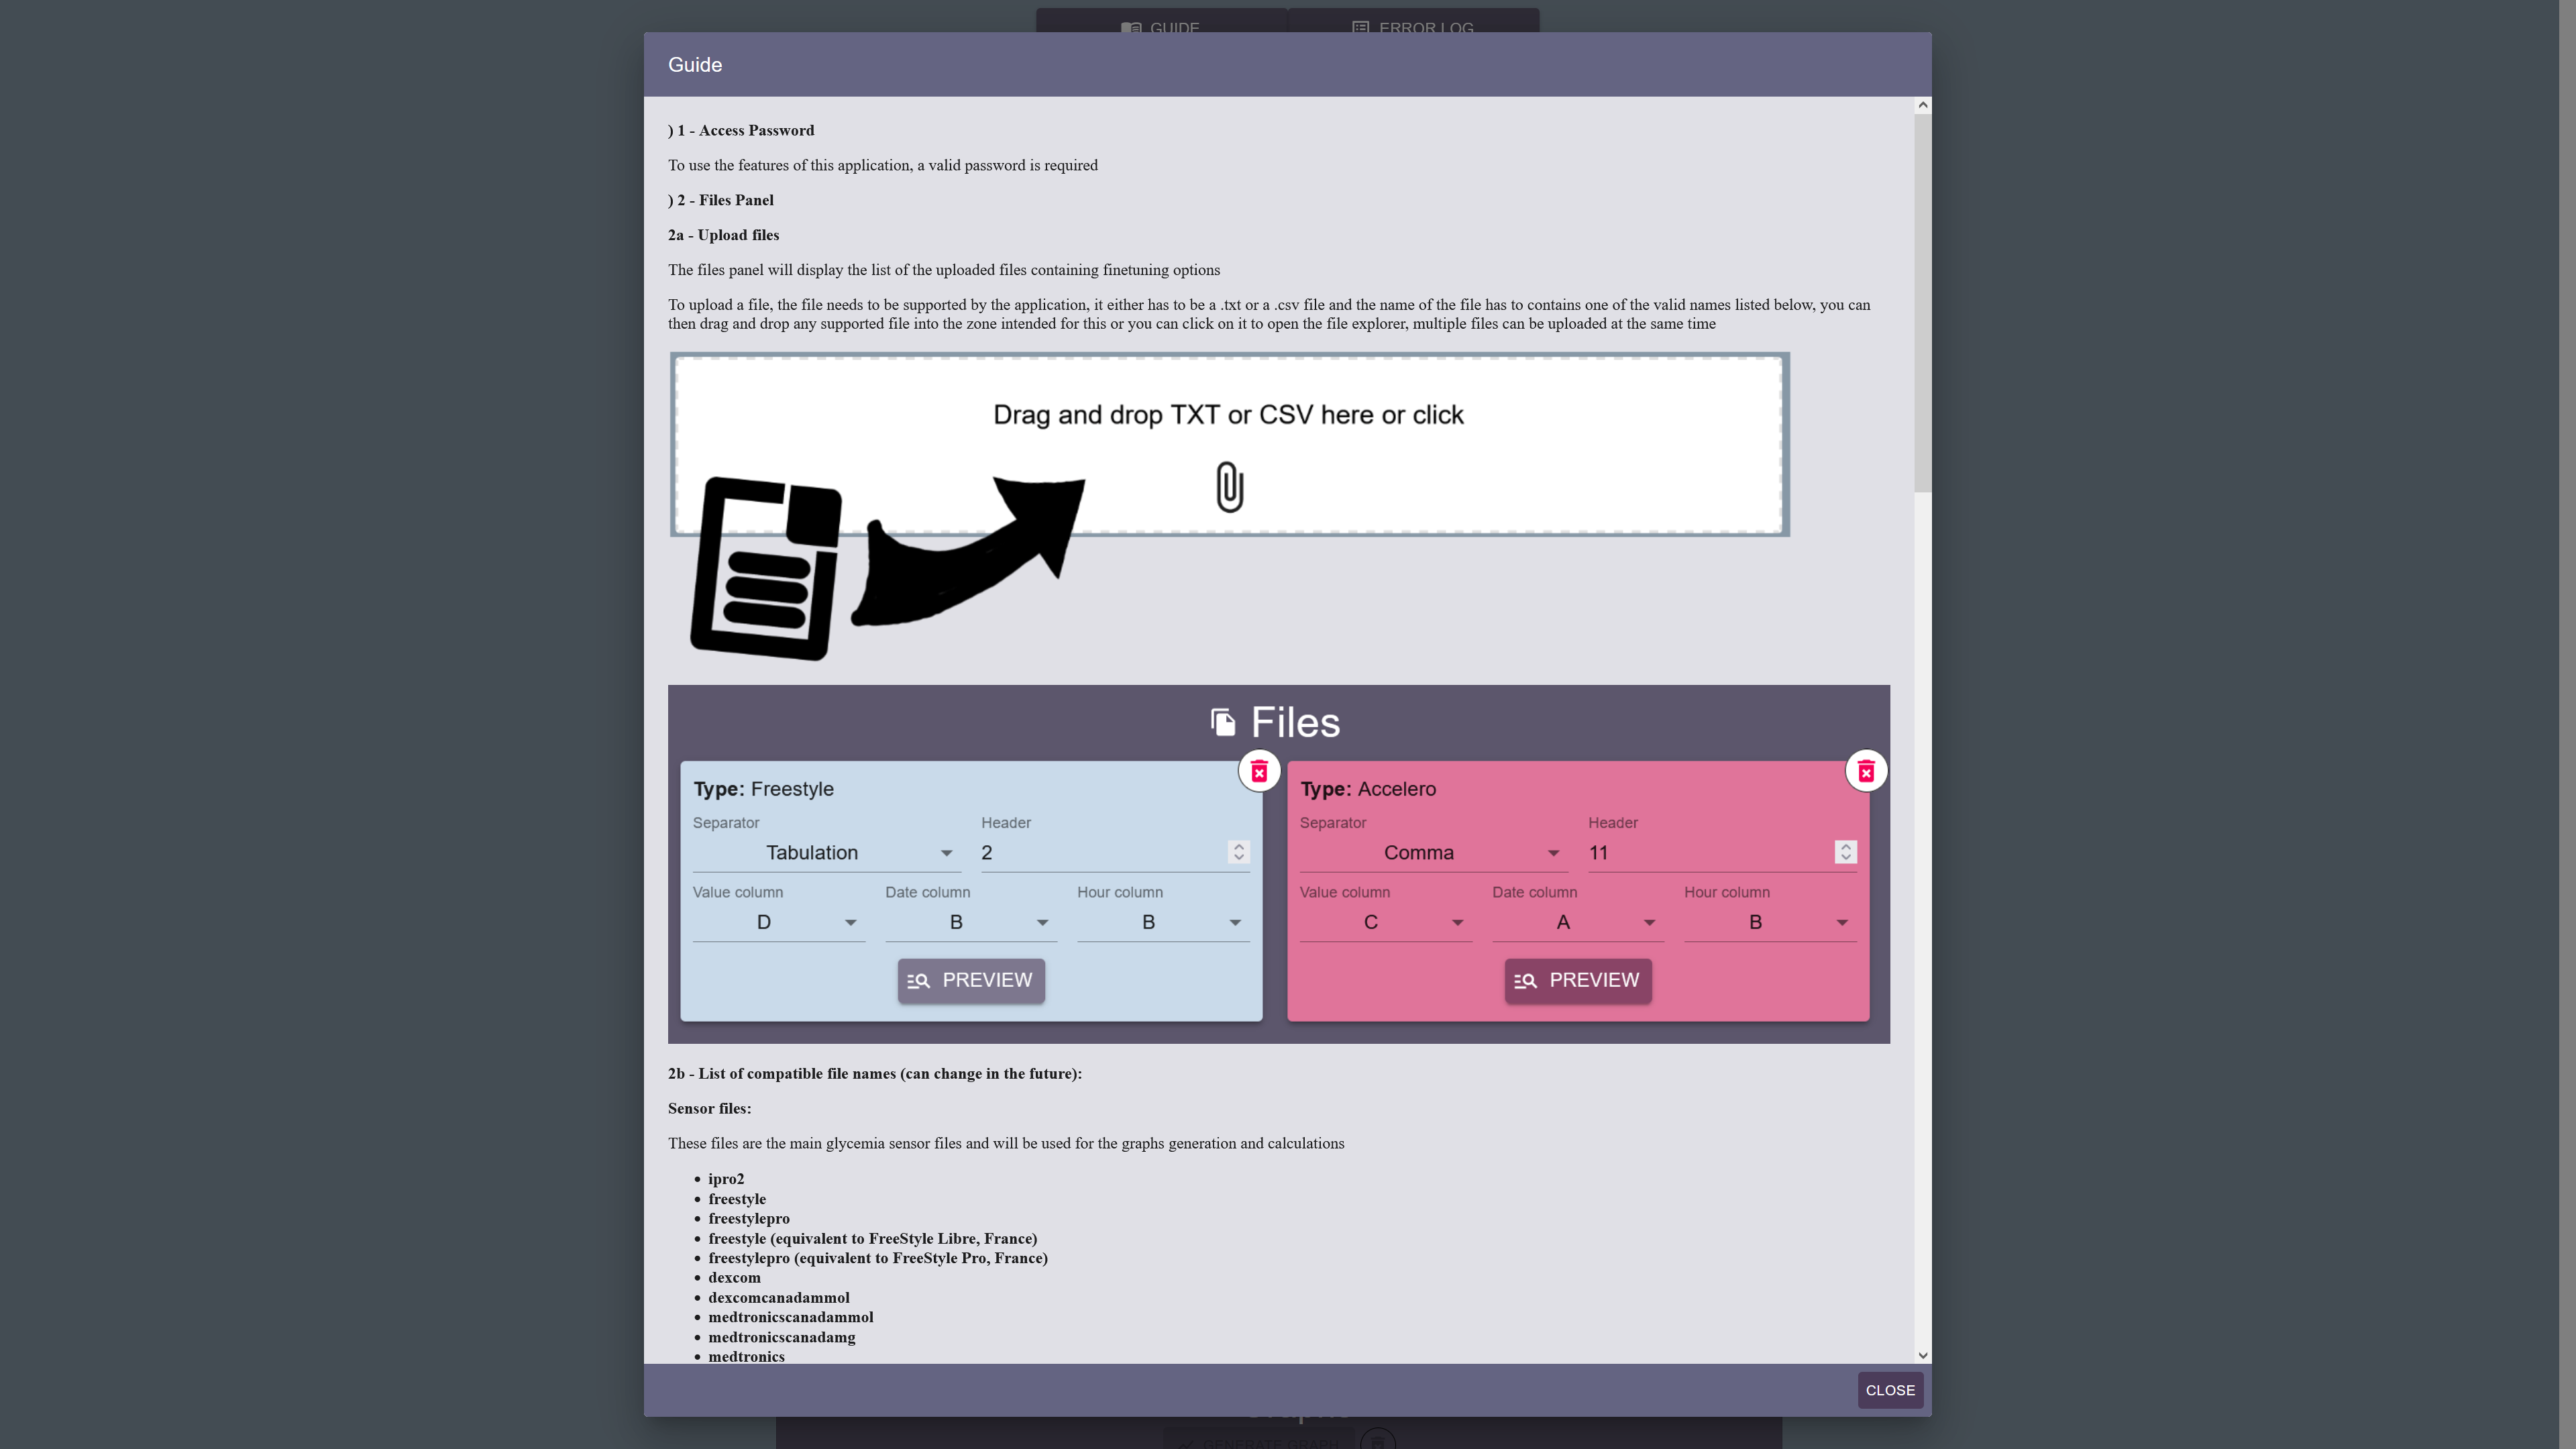 GUIDE ERROR LOG
Guide
) 1 - Access Password
To use the features of this application, a valid password is required
) 2 - Files Panel
2a - Upload files
The files panel will display the list of the uploaded files containing finetuning options
To upload a file, the file needs to be supported by the application, it either has to be a .txt or a .csv file and the name of the file has to contains one of the valid names listed below, you can
then drag and drop any supported file into the zone intended for this or you can click on it to open the file explorer, multiple files can be uploaded at the same time
Drag and drop TXT or CSV here or click
Files
Type: Freestyle
Separator Header
Tabulation 2
Value column Date column Hour column
D B B
PREVIEW
Type: Accelero
Separator Header
Comma 11
Value column Date column Hour column
C A B
PREVIEW
2b - List of compatible file names (can change in the future):
Sensor files:
These files are the main glycemia sensor files and will be used for the graphs generation and calculations
• ipro2
• freestyle
• freestylepro
• freestyle (equivalent to FreeStyle Libre, France)
• freestylepro (equivalent to FreeStyle Pro, France)
• dexcom
• dexcomcanadammol
• medtronicscanadammol
• medtronicscanadamg
• medtronics
CLOSE
GENERATE GRAPH